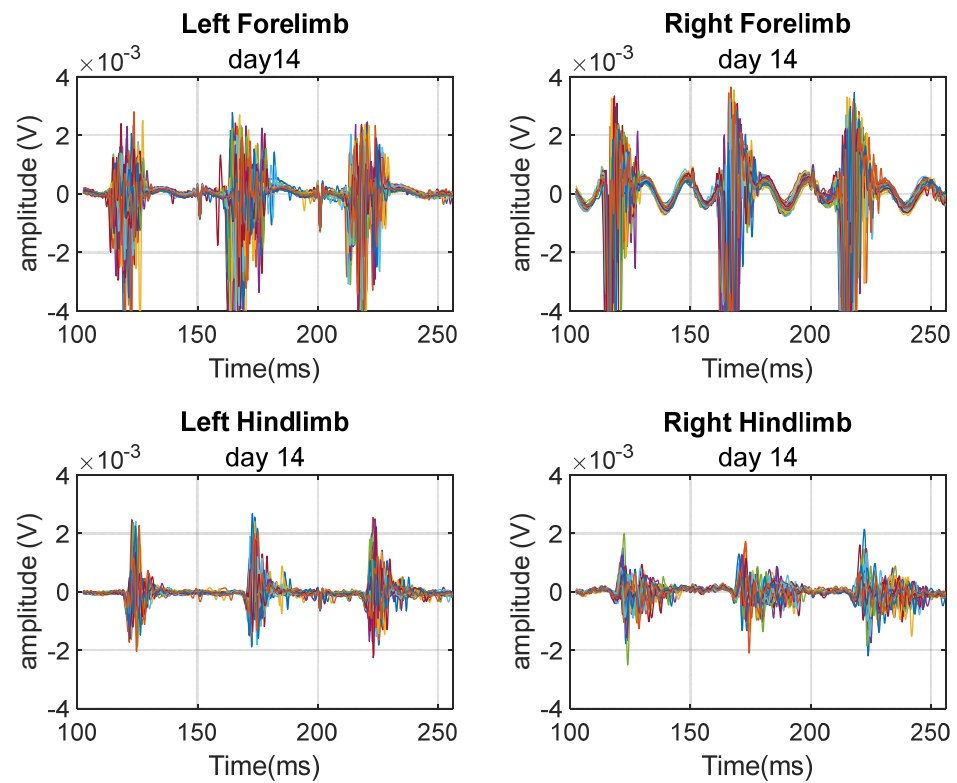 Left Forelimb
day14
×10-3
4
2
0
-2
-4
amplitude (V)
100
150
200
250
Time(ms)
Right Forelimb
day 14
×10-3
4
2
0
-2
-4
amplitude (V)
100
150
200
250
Time(ms)
Left Hindlimb
day 14
×10-3
4
2
0
-2
-4
amplitude (V)
100
150
200
250
Time(ms)
Right Hindlimb
day 14
×10-3
4
2
0
-2
-4
amplitude (V)
100
150
200
250
Time(ms)